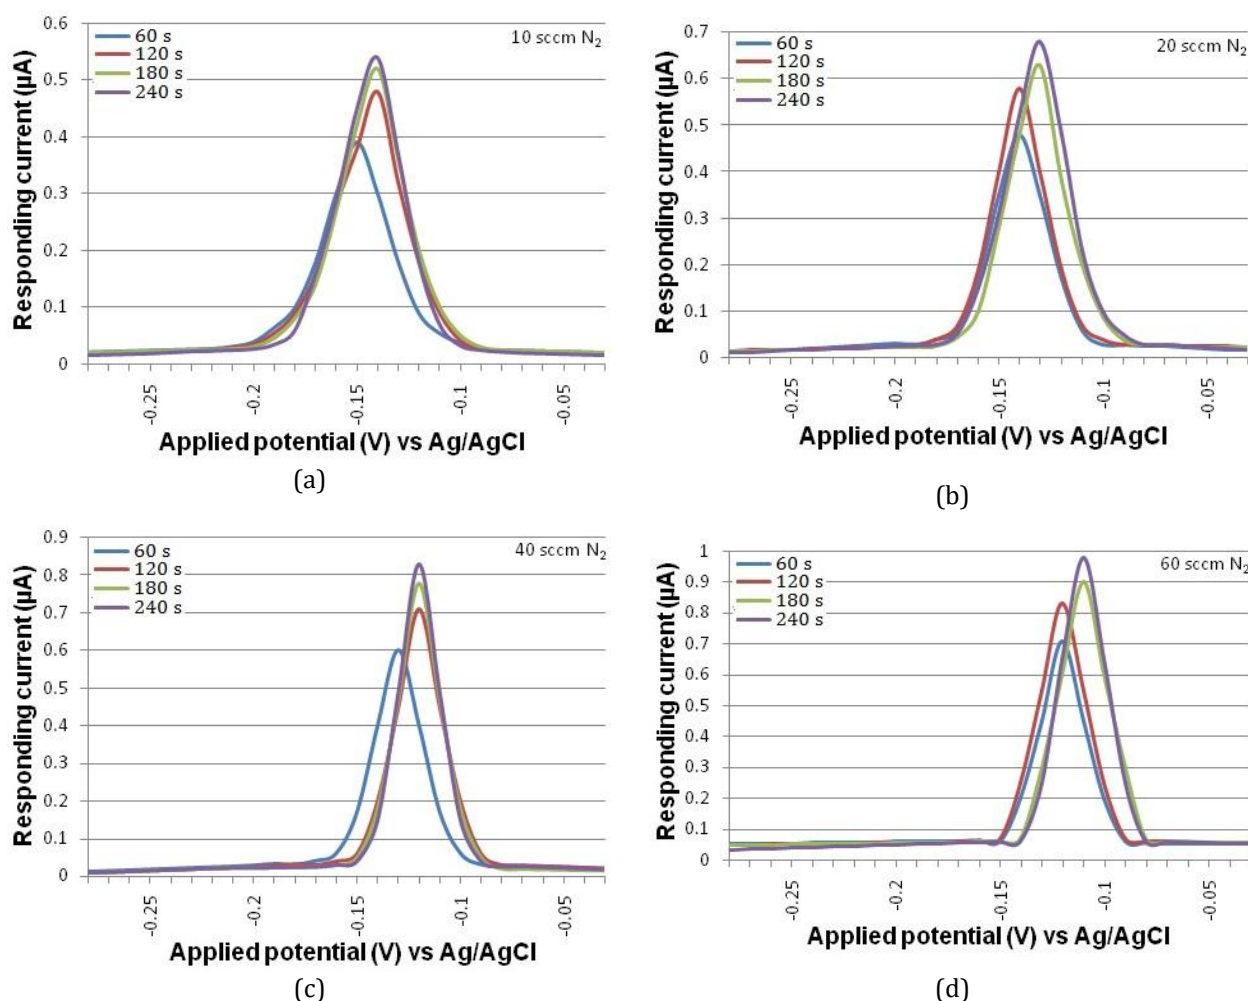 0.6
0.5
0.4
0.3
0.2
0.1
0
Responding current (µA)
60 s
120 s
180 s
240 s
10 sccm N₂
-0.25
-0.2
-0.15
-0.1
-0.05
Applied potential (V) vs Ag/AgCl
(a)
0.7
0.6
0.5
0.4
0.3
0.2
0.1
0
Responding current (µA)
60 s
120 s
180 s
240 s
20 sccm N₂
-0.25
-0.2
-0.15
-0.1
-0.05
Applied potential (V) vs Ag/AgCl
(b)
0.9
0.8
0.7
0.6
0.5
0.4
0.3
0.2
0.1
0
Responding current (µA)
60 s
120 s
180 s
240 s
40 sccm N₂
-0.25
-0.2
-0.15
-0.1
-0.05
Applied potential (V) vs Ag/AgCl
(c)
1
0.9
0.8
0.7
0.6
0.5
0.4
0.3
0.2
0.1
0
Responding current (µA)
60 s
120 s
180 s
240 s
60 sccm N₂
-0.25
-0.2
-0.15
-0.1
-0.05
Applied potential (V) vs Ag/AgCl
(d)